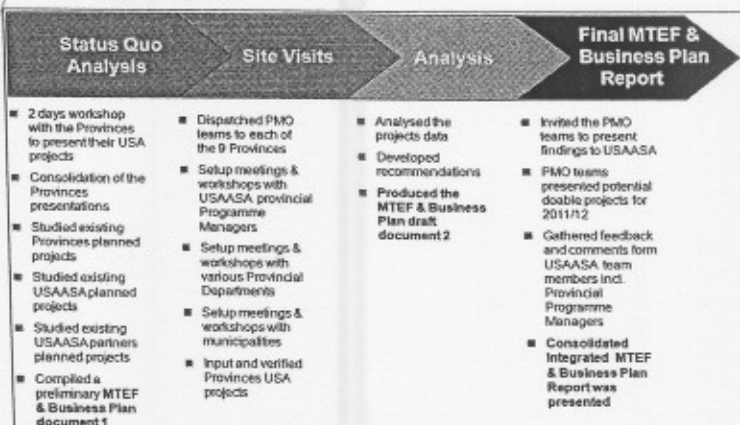 Status Quo
Analysis
Site Visits
Analysis
Final MTEF &
Business Plan
Report
■ 2 days workshop
with the Provinces
to present their USA
projects
■ Consolidation of the
Provinces
presentations
■ Studied existing
Provinces planned
projects
■ Studied existing
USAASA planned
projects
■ Studied existing
USAASA partners
planned projects
■ Compiled a
preliminary MTEF
& Business Plan
document 1
■ Dispatched PMO
teams to each of
the 9 Provinces
■ Setup meetings &
workshops with
USAASA provincial
Programme
Managers
■ Setup meetings &
workshops with
various Provincial
Departments
■ Setup meetings &
workshops with
municipalities
■ Input and verified
Provinces USA
projects
■ Analysed the
projects data
■ Developed
recommendations
■ Produced the
MTEF & Business
Plan draft
document 2
■ Invited the PMO
teams to present
findings to USAASA
■ PMO teams
presented potential
doable projects for
2011/12
■ Gathered feedback
and comments form
USAASA team
members incl.
Provincial
Programme
Managers
■ Consolidated
Integrated MTEF
& Business Plan
Report was
presented